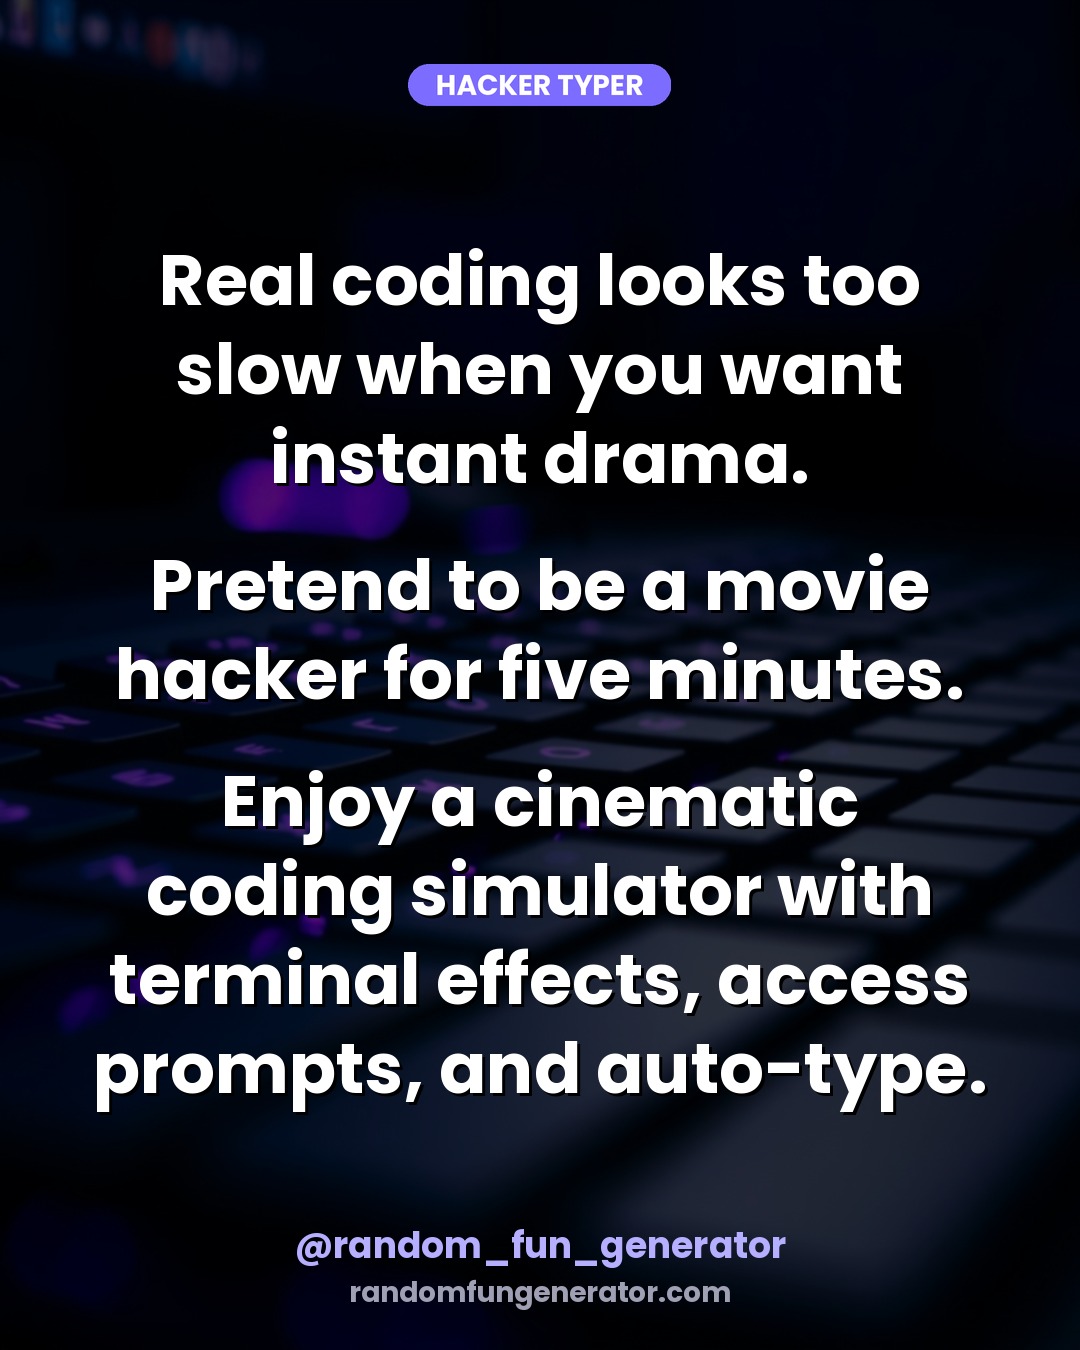 HACKER TYPER
Real coding looks too
slow when you want
instant drama.
Pretend to be a movie
hacker for five minutes.
Enjoy a cinematic
coding simulator with
terminal effects, access
prompts, and auto-type.
@random_fun_generator
randomfungenerator.com